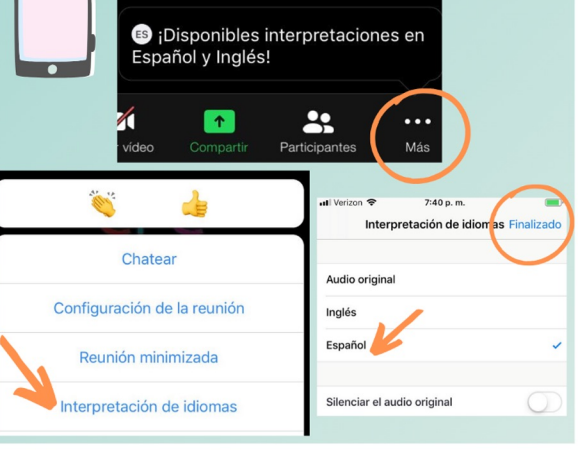 ES ¡Disponibles interpretaciones en
Español y Inglés!
video
Compartir
Participantes
Más
Chatear
Configuración de la reunión
Reunión minimizada
Interpretación de idiomas
Verizon
7:40 p. m.
Interpretación de idiomas Finalizado
Audio original
Inglés
Español
Silenciar el audio original